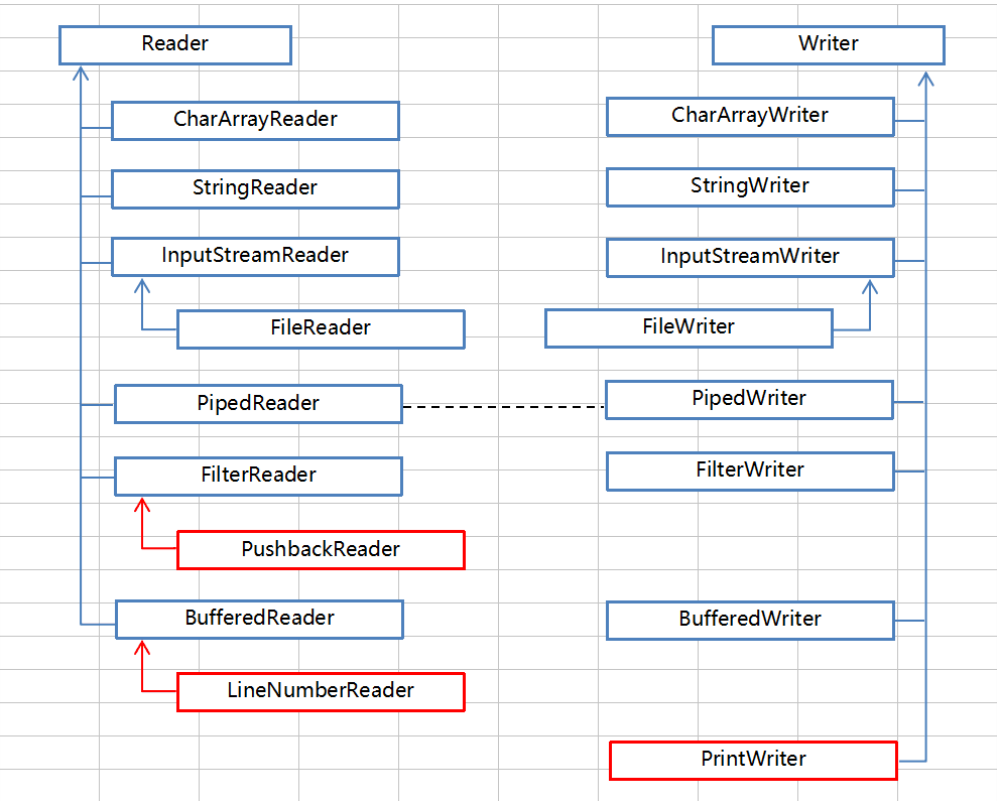 Reader
Writer
CharArrayReader
CharArrayWriter
StringReader
StringWriter
InputStreamReader
InputStreamWriter
FileReader
FileWriter
PipedReader
PipedWriter
FilterReader
FilterWriter
PushbackReader
BufferedReader
BufferedWriter
LineNumberReader
PrintWriter